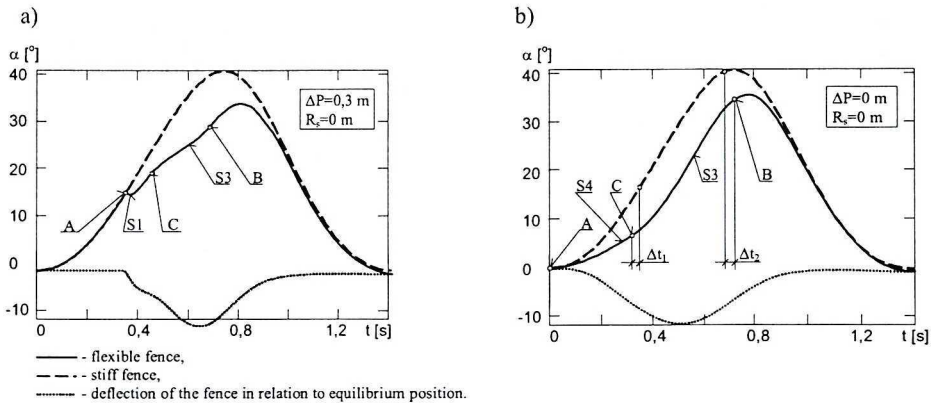 a)
α [°]
40
30
20
10
0
-10
ΔP=0,3 m
R_s=0 m
A
S1
C
S3
B
0
0,4
0,8
1,2
t [s]
b)
α [°]
40
30
20
10
0
-10
ΔP=0 m
R_s=0 m
S4
C
S3
B
A
Δt₁
Δt₂
0
0,4
0,8
1,2
t [s]
- flexible fence,
- stiff fence,
- deflection of the fence in relation to equilibrium position.